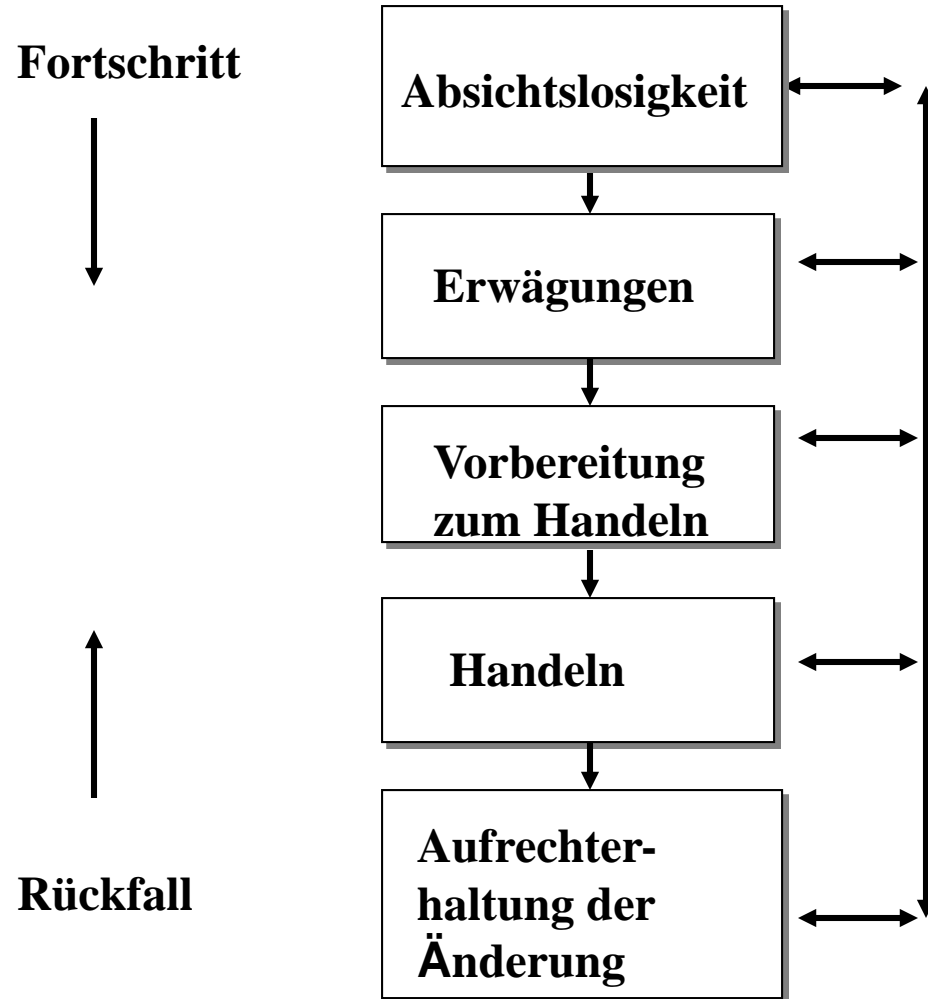 Fortschritt
Absichtslosigkeit
Erwägungen
Vorbereitung
zum Handeln
Handeln
Aufrechter-
haltung der
Änderung
Rückfall